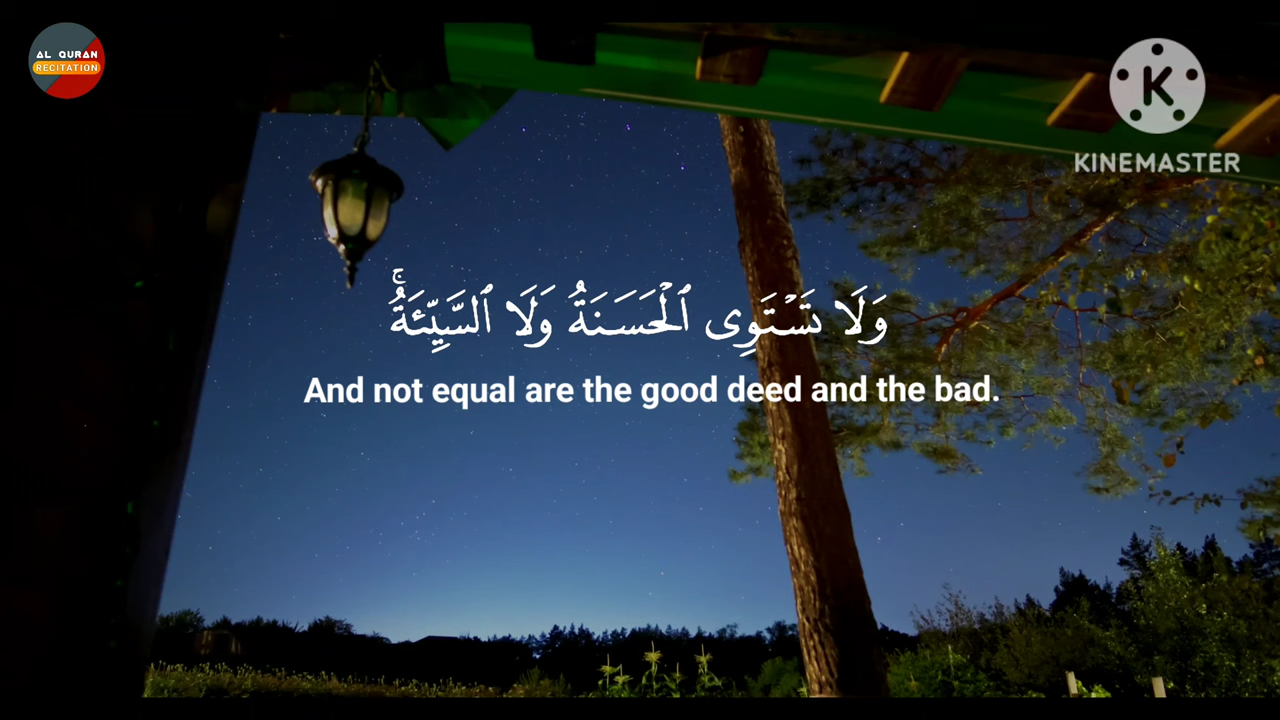 AL QURAN
RECITATION
K
KINEMASTER
وَلَا تَسْتَوِى ٱلْحَسَنَةُ وَلَا ٱلسَّيِّئَةُ ۚ
And not equal are the good deed and the bad.